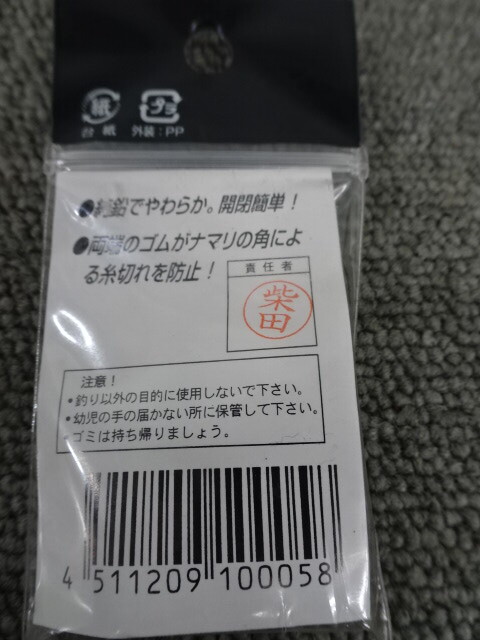 紙
プラ
台紙
外装:PP
●純鉛でやわらか。開閉簡単！
●両端のゴムがナマリの角によ
る糸切れを防止！
責任者
柴田
注意！
•釣り以外の目的に使用しないで下さい。
•幼児の手の届かない所に保管して下さい。
•ゴミは持ち帰りましょう。
4 511209 100058